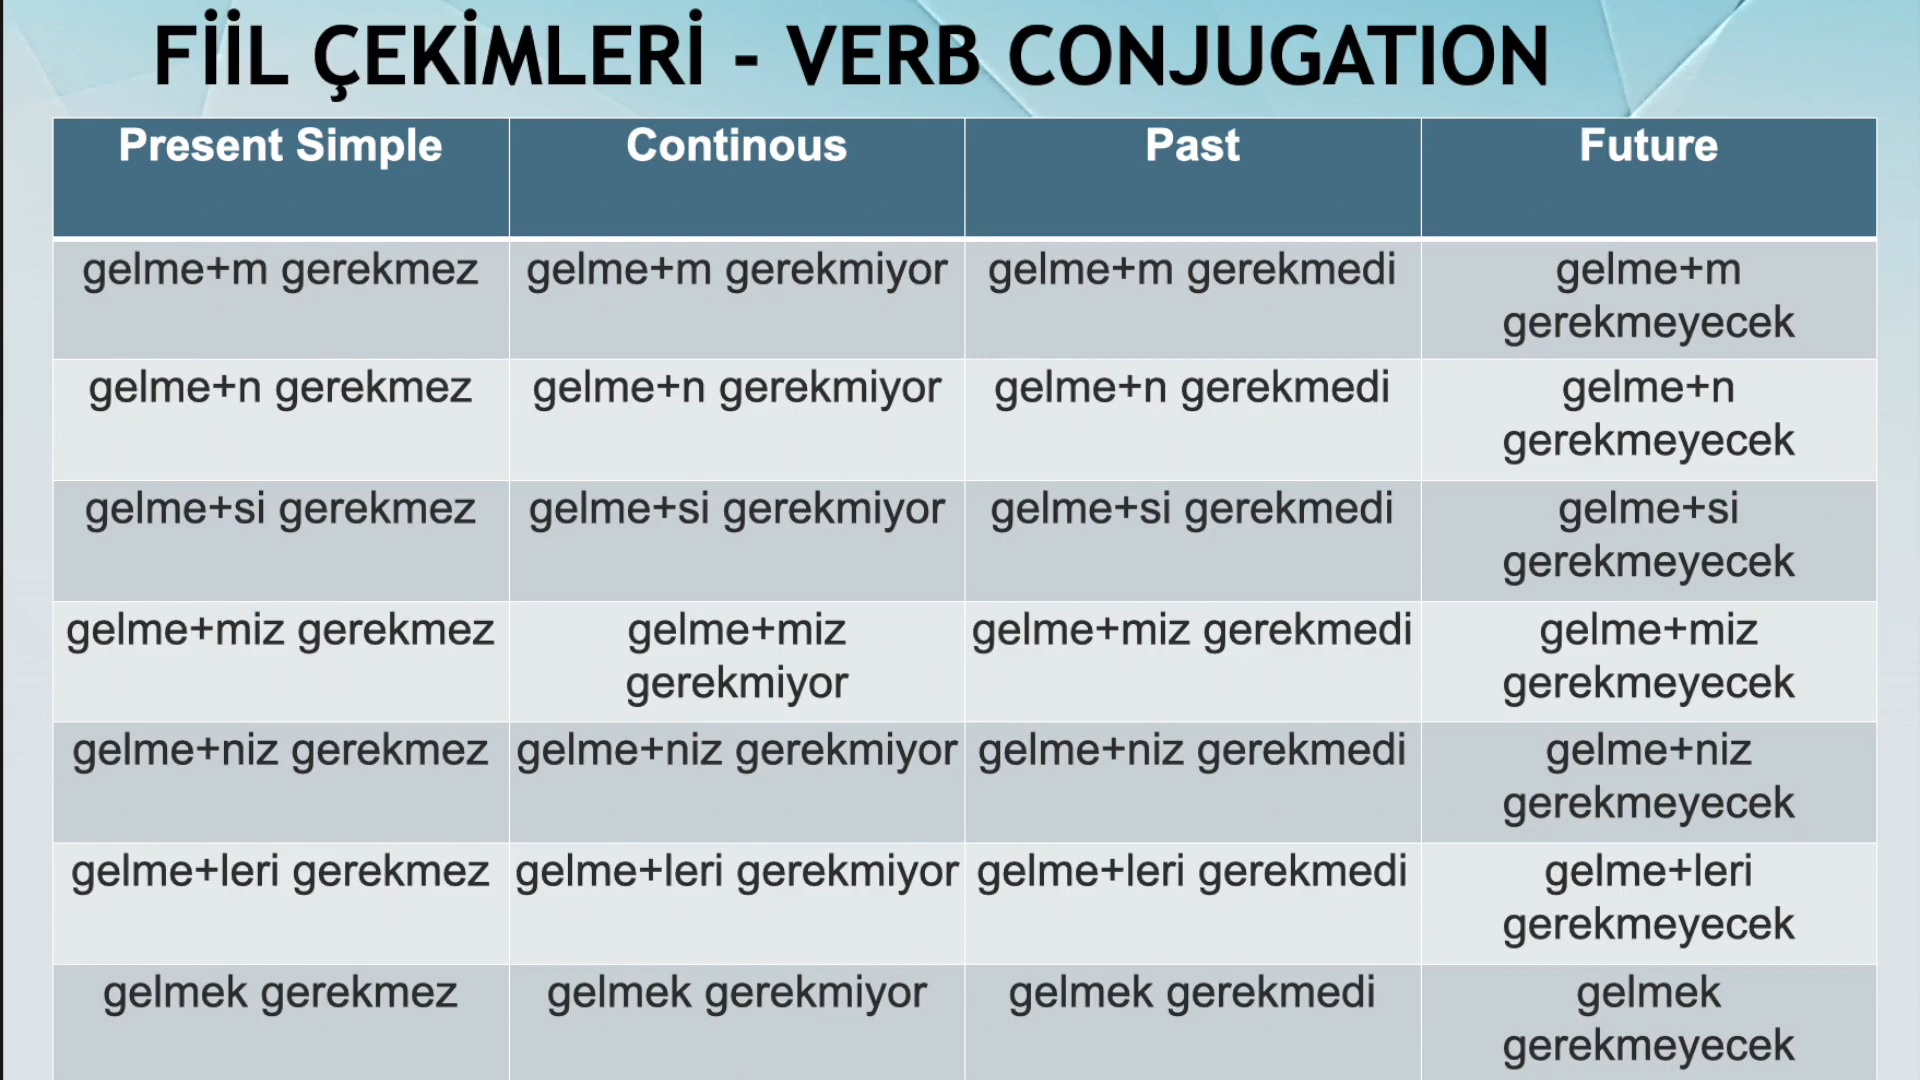 FİİL ÇEKİMLERİ - VERB CONJUGATION
Present Simple
Continous
Past
Future
gelme+m gerekmez
gelme+m gerekmiyor
gelme+m gerekmedi
gelme+m
gerekmeyecek
gelme+n gerekmez
gelme+n gerekmiyor
gelme+n gerekmedi
gelme+n
gerekmeyecek
gelme+si gerekmez
gelme+si gerekmiyor
gelme+si gerekmedi
gelme+si
gerekmeyecek
gelme+miz gerekmez
gelme+miz
gerekmiyor
gelme+miz gerekmedi
gelme+miz
gerekmeyecek
gelme+niz gerekmez
gelme+niz gerekmiyor
gelme+niz gerekmedi
gelme+niz
gerekmeyecek
gelme+leri gerekmez
gelme+leri gerekmiyor
gelme+leri gerekmedi
gelme+leri
gerekmeyecek
gelmek gerekmez
gelmek gerekmiyor
gelmek gerekmedi
gelmek
gerekmeyecek